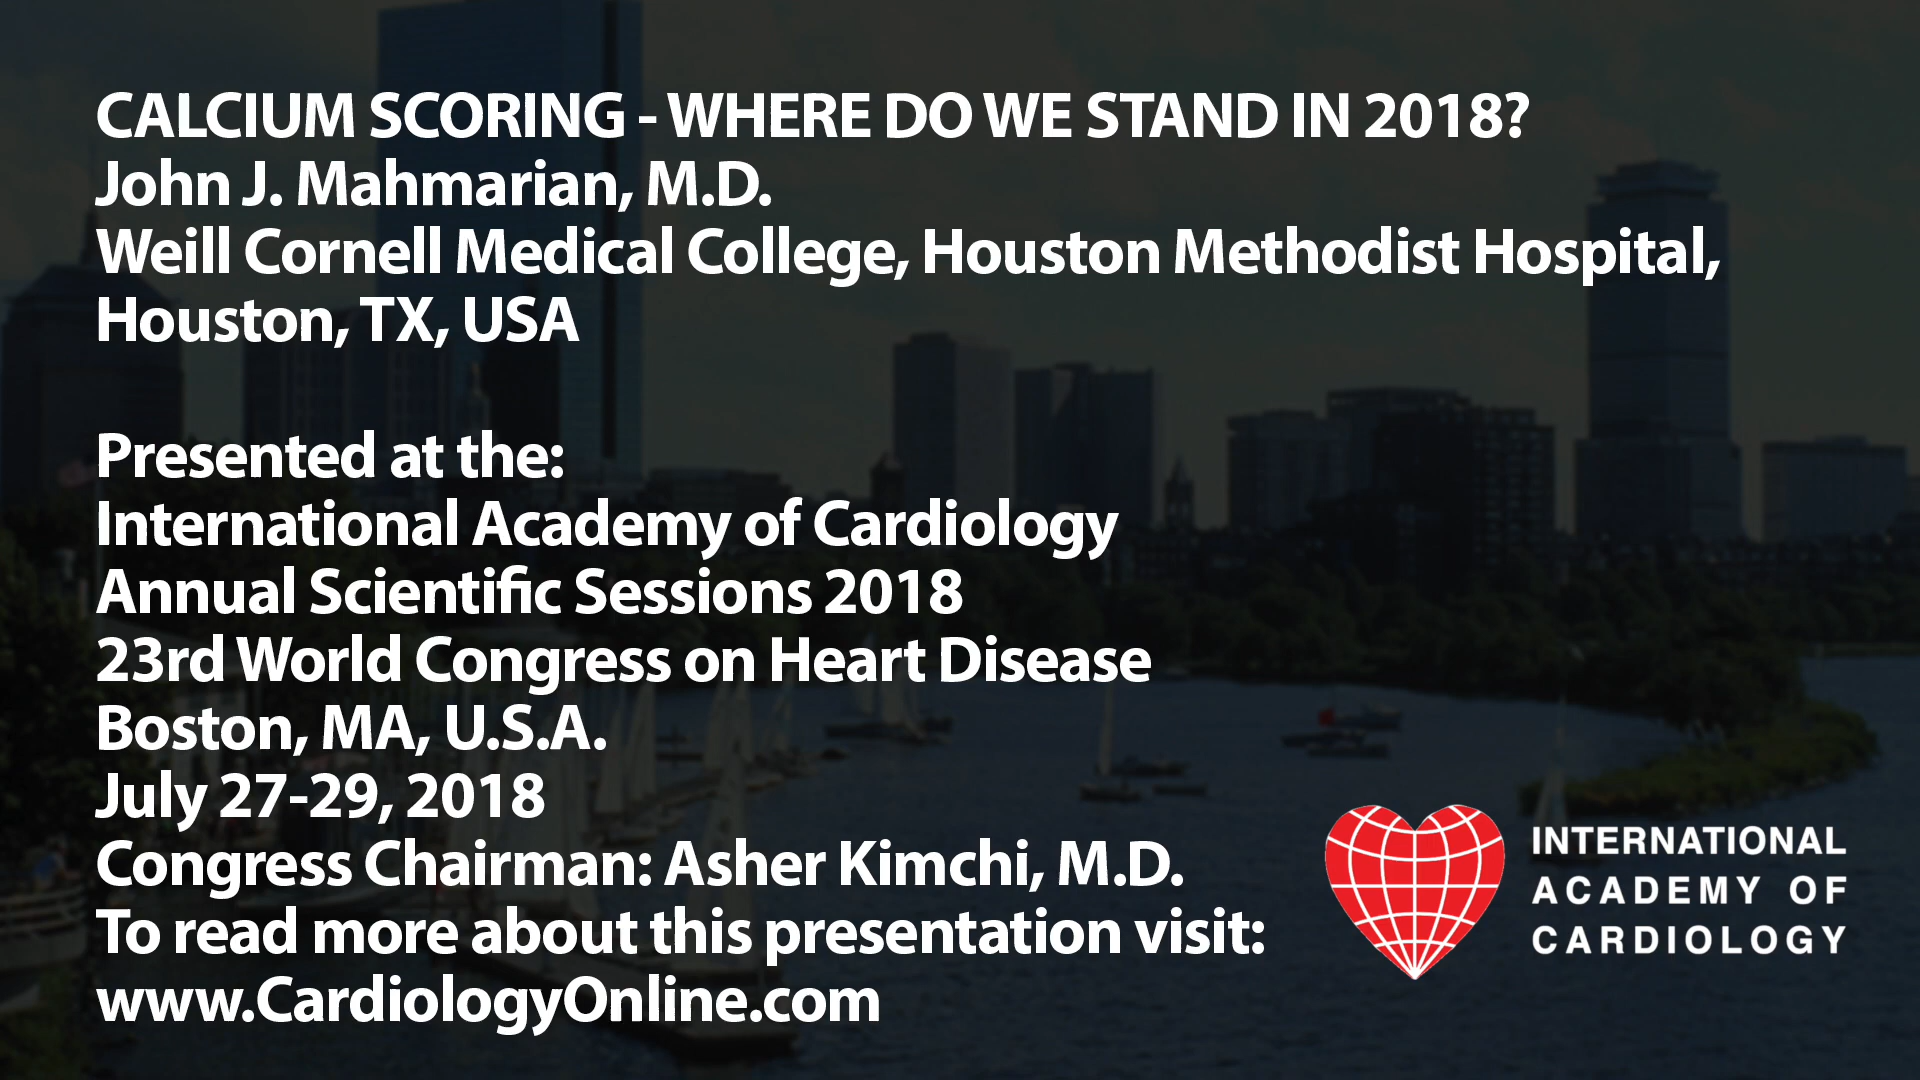 CALCIUM SCORING - WHERE DO WE STAND IN 2018?
John J. Mahmarian, M.D.
Weill Cornell Medical College, Houston Methodist Hospital,
Houston, TX, USA
Presented at the:
International Academy of Cardiology
Annual Scientific Sessions 2018
23rd World Congress on Heart Disease
Boston, MA, U.S.A.
July 27-29, 2018
Congress Chairman: Asher Kimchi, M.D.
To read more about this presentation visit:
www.CardiologyOnline.com
INTERNATIONAL
ACADEMY OF
CARDIOLOGY